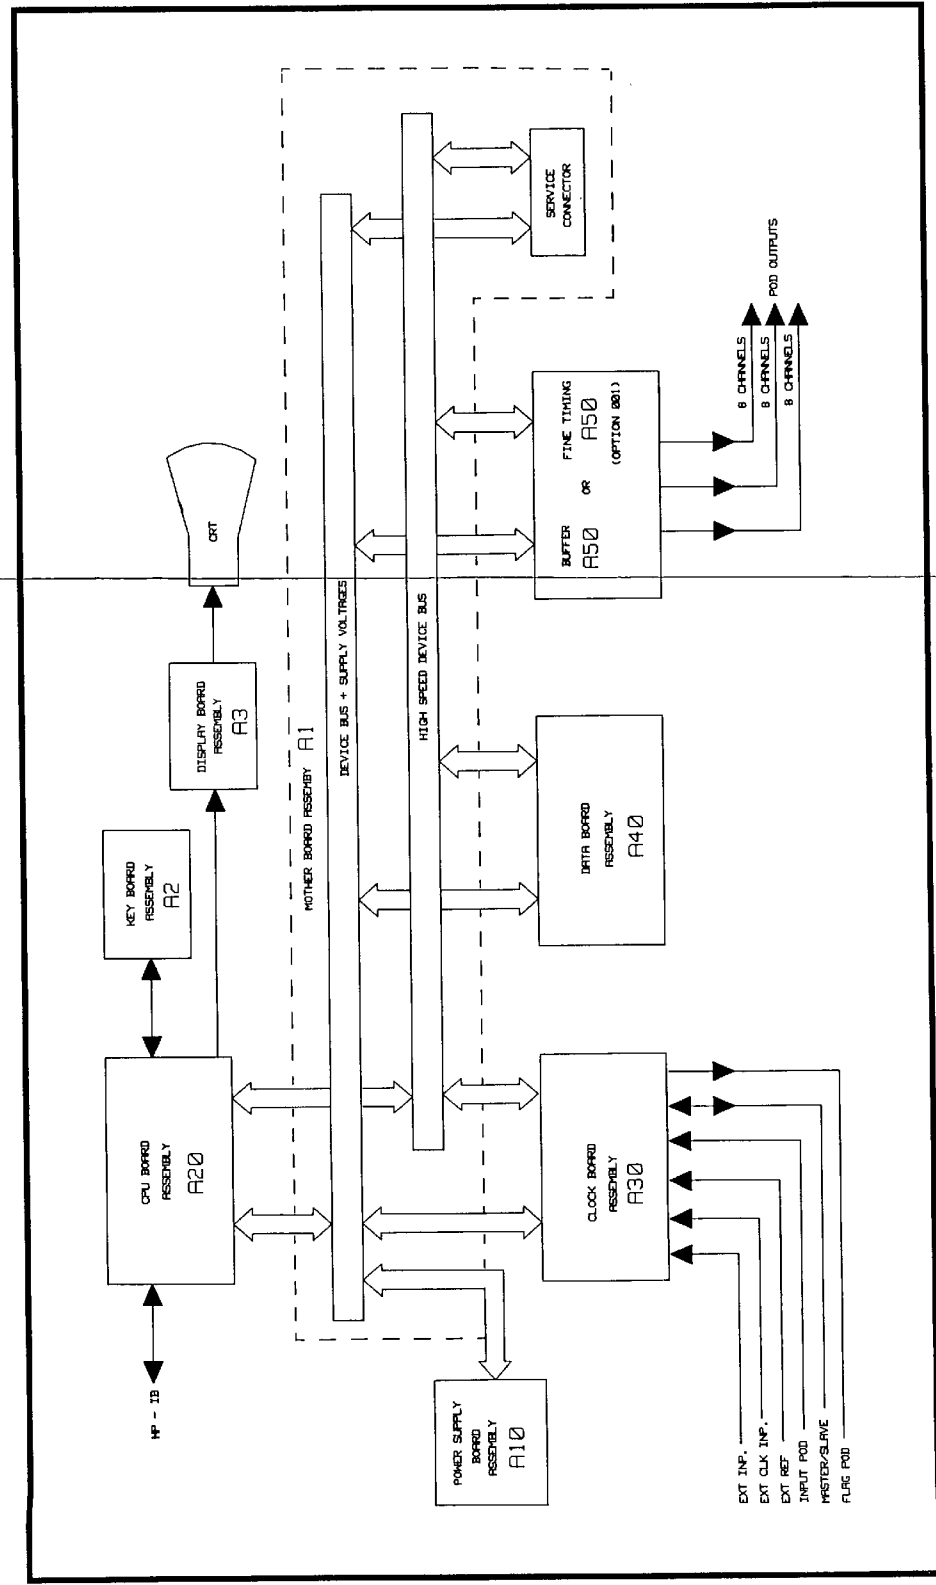 HP - IB
CPU BOARD
ASSEMBLY
A20
KEY BOARD
ASSEMBLY
A2
DISPLAY BOARD
ASSEMBLY
A3
CRT
MOTHER BOARD ASSEMBY A1
DEVICE BUS + SUPPLY VOLTAGES
HIGH SPEED DEVICE BUS
POWER SUPPLY
BOARD
ASSEMBLY
A10
CLOCK BOARD
ASSEMBLY
A30
DATA BOARD
ASSEMBLY
A40
BUFFER
A50
OR
FINE TIMING
A50
(OPTION 001)
SERVICE
CONNECTOR
EXT INP.
EXT CLK INP.
EXT REF
INPUT POD
MASTER/SLAVE
FLAG POD
8 CHANNELS
8 CHANNELS
8 CHANNELS
POD OUTPUTS